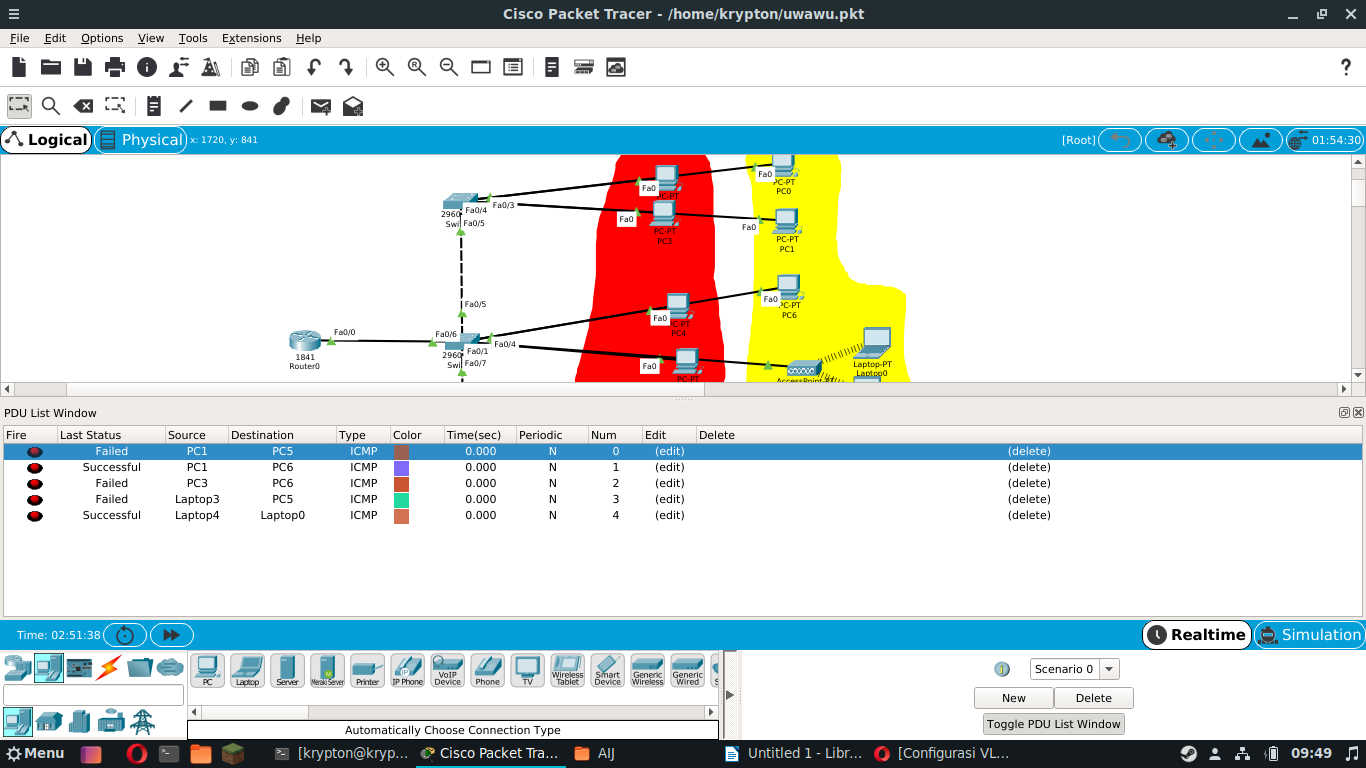 Cisco Packet Tracer - /home/krypton/uwawu.pkt
File Edit Options View Tools Extensions Help
Logical Physical x: 1720, y: 841 [Root] 01:54:30
Fa0 PC-PT PC0
Fa0 PC-PT
2960 Swi Fa0/4 Fa0/3 Fa0/5
Fa0 PC-PT PC3
Fa0 PC-PT PC1
Fa0/5
Fa0 PC-PT PC6
Fa0 PC-PT PC4
1841 Router0 Fa0/0 Fa0/6
2960 Swi Fa0/1 Fa0/4 Fa0/7
Fa0 PC-PT
AccessPoint-PT
Laptop-PT Laptop0
PDU List Window
Fire Last Status Source Destination Type Color Time(sec) Periodic Num Edit Delete
Failed PC1 PC5 ICMP 0.000 N 0 (edit) (delete)
Successful PC1 PC6 ICMP 0.000 N 1 (edit) (delete)
Failed PC3 PC6 ICMP 0.000 N 2 (edit) (delete)
Failed Laptop3 PC5 ICMP 0.000 N 3 (edit) (delete)
Successful Laptop4 Laptop0 ICMP 0.000 N 4 (edit) (delete)
Time: 02:51:38 Realtime Simulation
PC Laptop Server Meraki Server Printer IP Phone VoIP Device Phone TV Wireless Tablet Smart Device Generic Wireless Generic Wired
Automatically Choose Connection Type
Scenario 0
New Delete
Toggle PDU List Window
Menu [krypton@kryp... Cisco Packet Tra... AIJ Untitled 1 - Libr... [Configurasi VL... 09:49